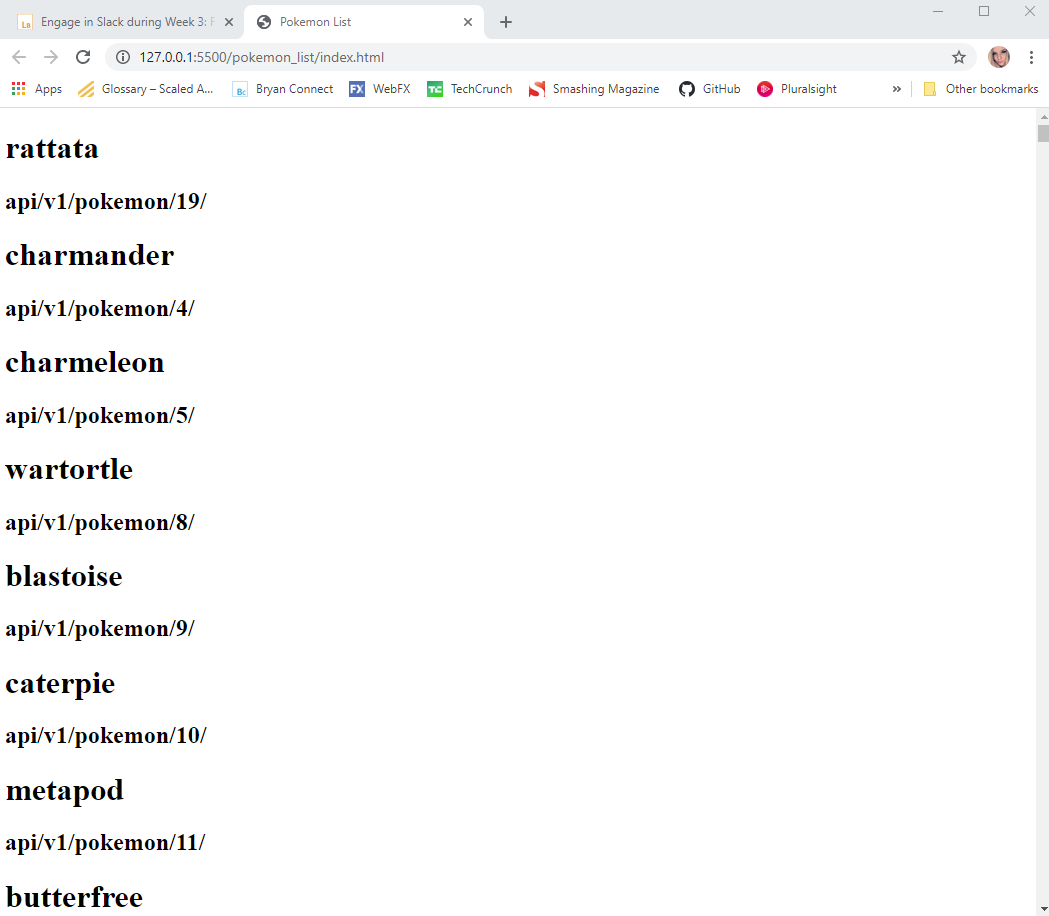 Engage in Slack during Week 3: F
Pokemon List
127.0.0.1:5500/pokemon_list/index.html
Apps Glossary – Scaled A... Bc Bryan Connect FX WebFX TC TechCrunch Smashing Magazine GitHub Pluralsight » Other bookmarks
rattata
api/v1/pokemon/19/
charmander
api/v1/pokemon/4/
charmeleon
api/v1/pokemon/5/
wartortle
api/v1/pokemon/8/
blastoise
api/v1/pokemon/9/
caterpie
api/v1/pokemon/10/
metapod
api/v1/pokemon/11/
butterfree